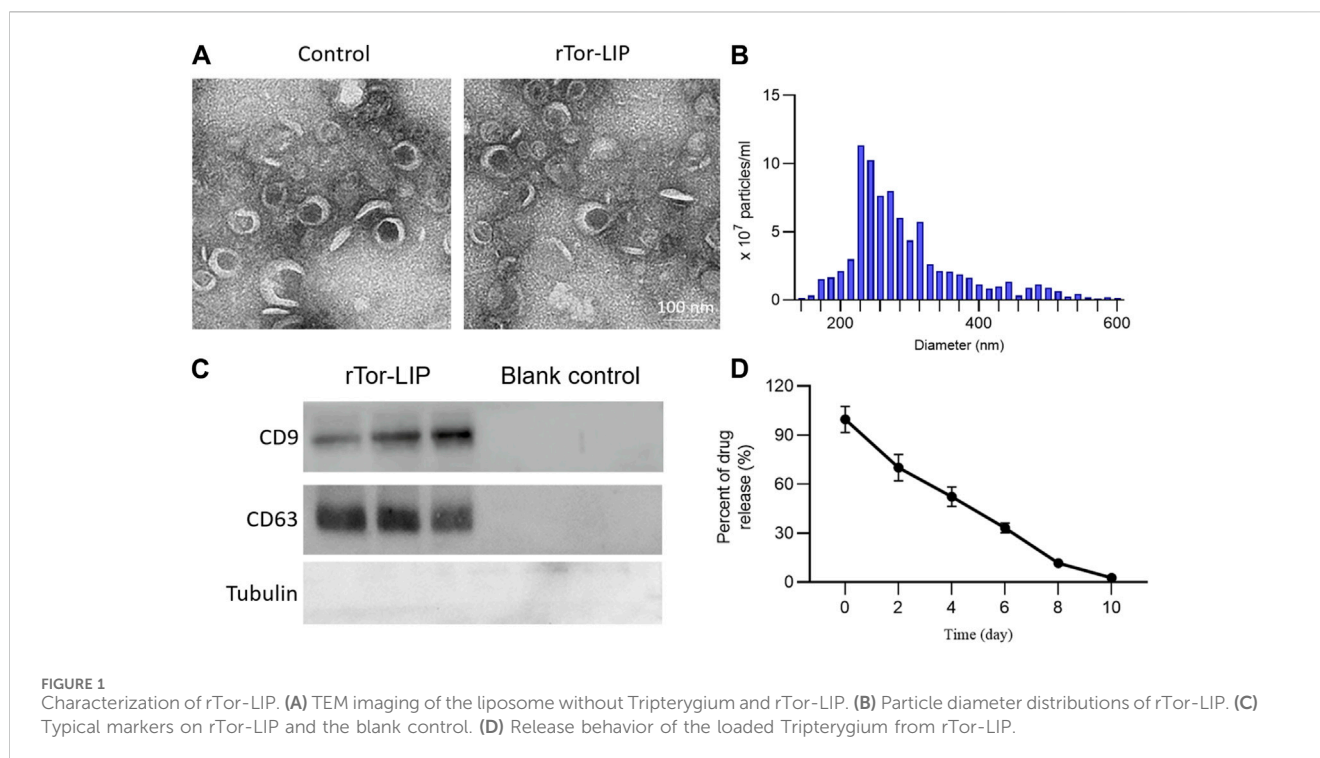 A
Control
rTor-LIP
100 nm
B
15
10
5
0
x 10⁷ particles/ml
200
400
600
Diameter (nm)
C
rTor-LIP
Blank control
CD9
CD63
Tubulin
D
120
90
60
30
0
Percent of drug
release (%)
0
2
4
6
8
10
Time (day)
FIGURE 1
Characterization of rTor-LIP. (A) TEM imaging of the liposome without Tripterygium and rTor-LIP. (B) Particle diameter distributions of rTor-LIP. (C)
Typical markers on rTor-LIP and the blank control. (D) Release behavior of the loaded Tripterygium from rTor-LIP.